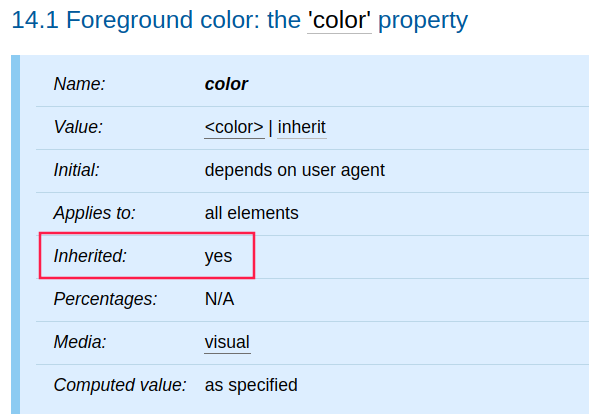 14.1 Foreground color: the 'color' property
Name: color
Value: <color> | inherit
Initial: depends on user agent
Applies to: all elements
Inherited: yes
Percentages: N/A
Media: visual
Computed value: as specified